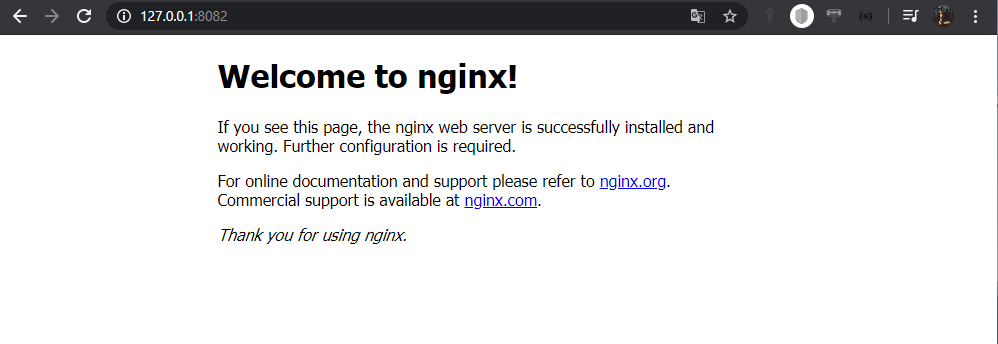 127.0.0.1:8082
Welcome to nginx!
If you see this page, the nginx web server is successfully installed and
working. Further configuration is required.
For online documentation and support please refer to nginx.org.
Commercial support is available at nginx.com.
Thank you for using nginx.